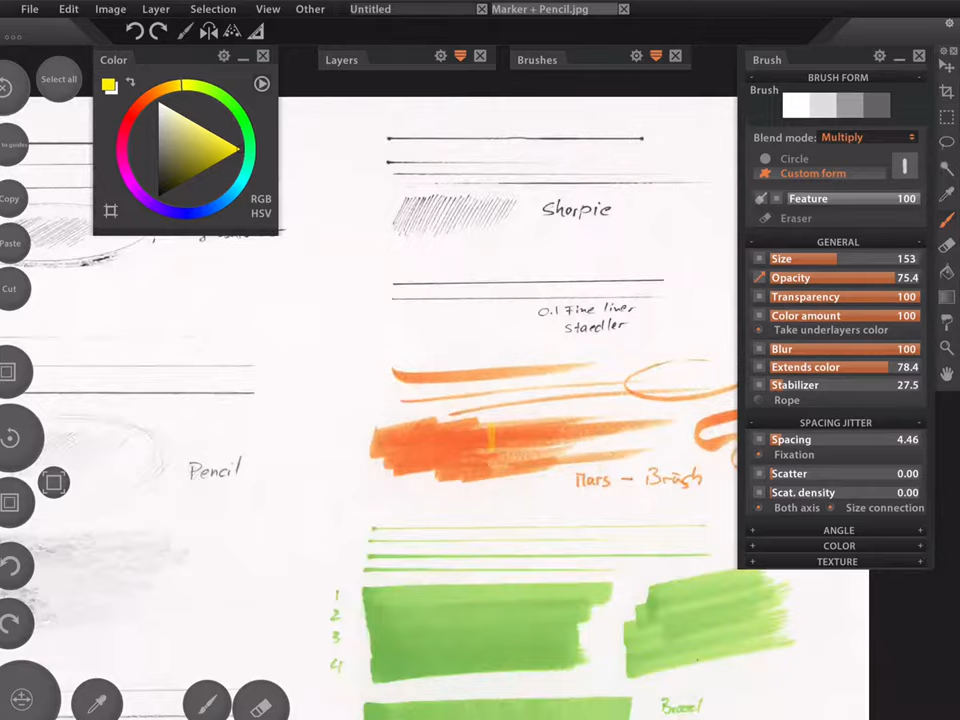 File Edit Image Layer Selection View Other Untitled Marker + Pencil.jpg
Select all
to guides
Copy
Paste
Cut
Color
RGB
HSV
Layers
Brushes
Brush
BRUSH FORM
Brush
Blend mode: Multiply
Circle
Custom form
Feature 100
Eraser
GENERAL
Size 153
Opacity 75.4
Transparency 100
Color amount 100
Take underlayers color
Blur 100
Extends color 78.4
Stabilizer 27.5
Rope
SPACING JITTER
Spacing 4.46
Fixation
Scatter 0.00
Scat. density 0.00
Both axis Size connection
ANGLE
COLOR
TEXTURE
Sharpie
0.1 Fine liner
Staedler
Pencil
Mars - Brush
1
2
3
4